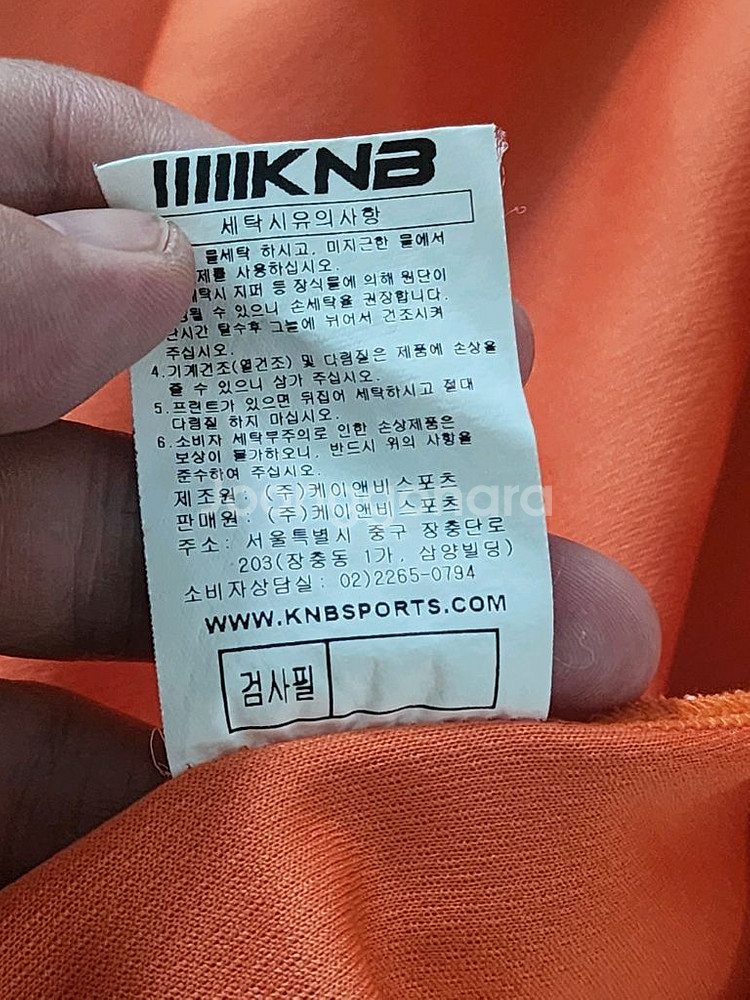 KNB
세탁시유의사항
물세탁 하시고, 미지근한 물에서
제를 사용하십시오.
탁시 지퍼 등 장식물에 의해 원단이
될 수 있으니 손세탁을 권장합니다.
단시간 탈수후 그늘에 뉘어서 건조시켜
주십시오.
4.기계건조(열건조) 및 다림질은 제품에 손상을
줄 수 있으니 삼가 주십시오.
5.프린트가 있으면 뒤집어 세탁하시고 절대
다림질 하지 마십시오.
6.소비자 세탁부주의로 인한 손상제품은
보상이 불가하오니, 반드시 위의 사항을
준수하여 주십시오.
제조원 : (주)케이앤비스포츠
판매원 : (주)케이앤비스포츠
주소: 서울특별시 중구 장충단로
203(장충동 1가, 삼양빌딩)
소비자상담실: 02)2265-0794
WWW.KNBSPORTS.COM
검사필
Joonggonara